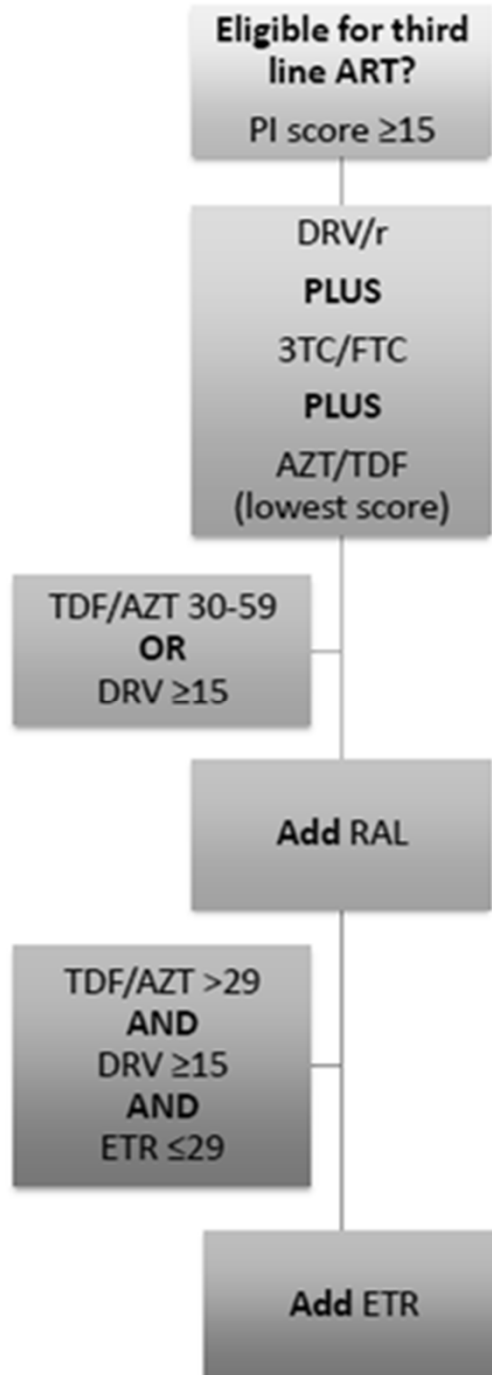 Eligible for third
line ART?
PI score ≥15
DRV/r
PLUS
3TC/FTC
PLUS
AZT/TDF
(lowest score)
TDF/AZT 30-59
OR
DRV ≥15
Add RAL
TDF/AZT >29
AND
DRV ≥15
AND
ETR ≤29
Add ETR